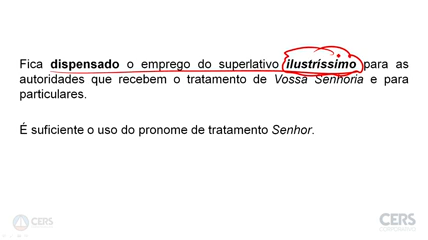 Fica dispensado o emprego do superlativo ilustríssimo para as
autoridades que recebem o tratamento de Vossa Senhoria e para
particulares.
É suficiente o uso do pronome de tratamento Senhor.
CERS
CERS